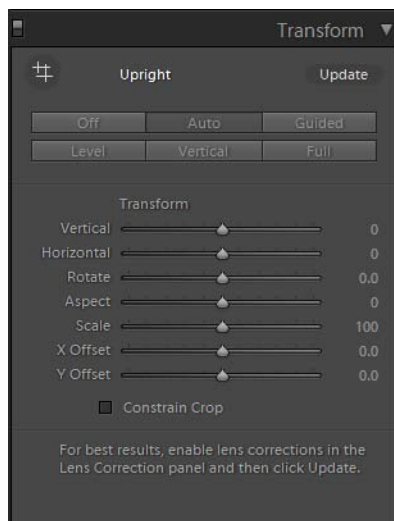 Transform
Upright Update
Off Auto Guided
Level Vertical Full
Transform
Vertical 0
Horizontal 0
Rotate 0.0
Aspect 0
Scale 100
X Offset 0.0
Y Offset 0.0
Constrain Crop
For best results, enable lens corrections in the
Lens Correction panel and then click Update.